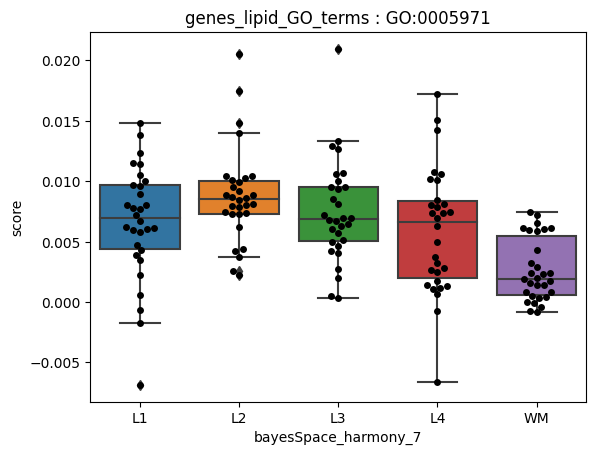 genes_lipid_GO_terms : GO:0005971
0.020
0.015
0.010
0.005
0.000
−0.005
score
L1 L2 L3 L4 WM
bayesSpace_harmony_7